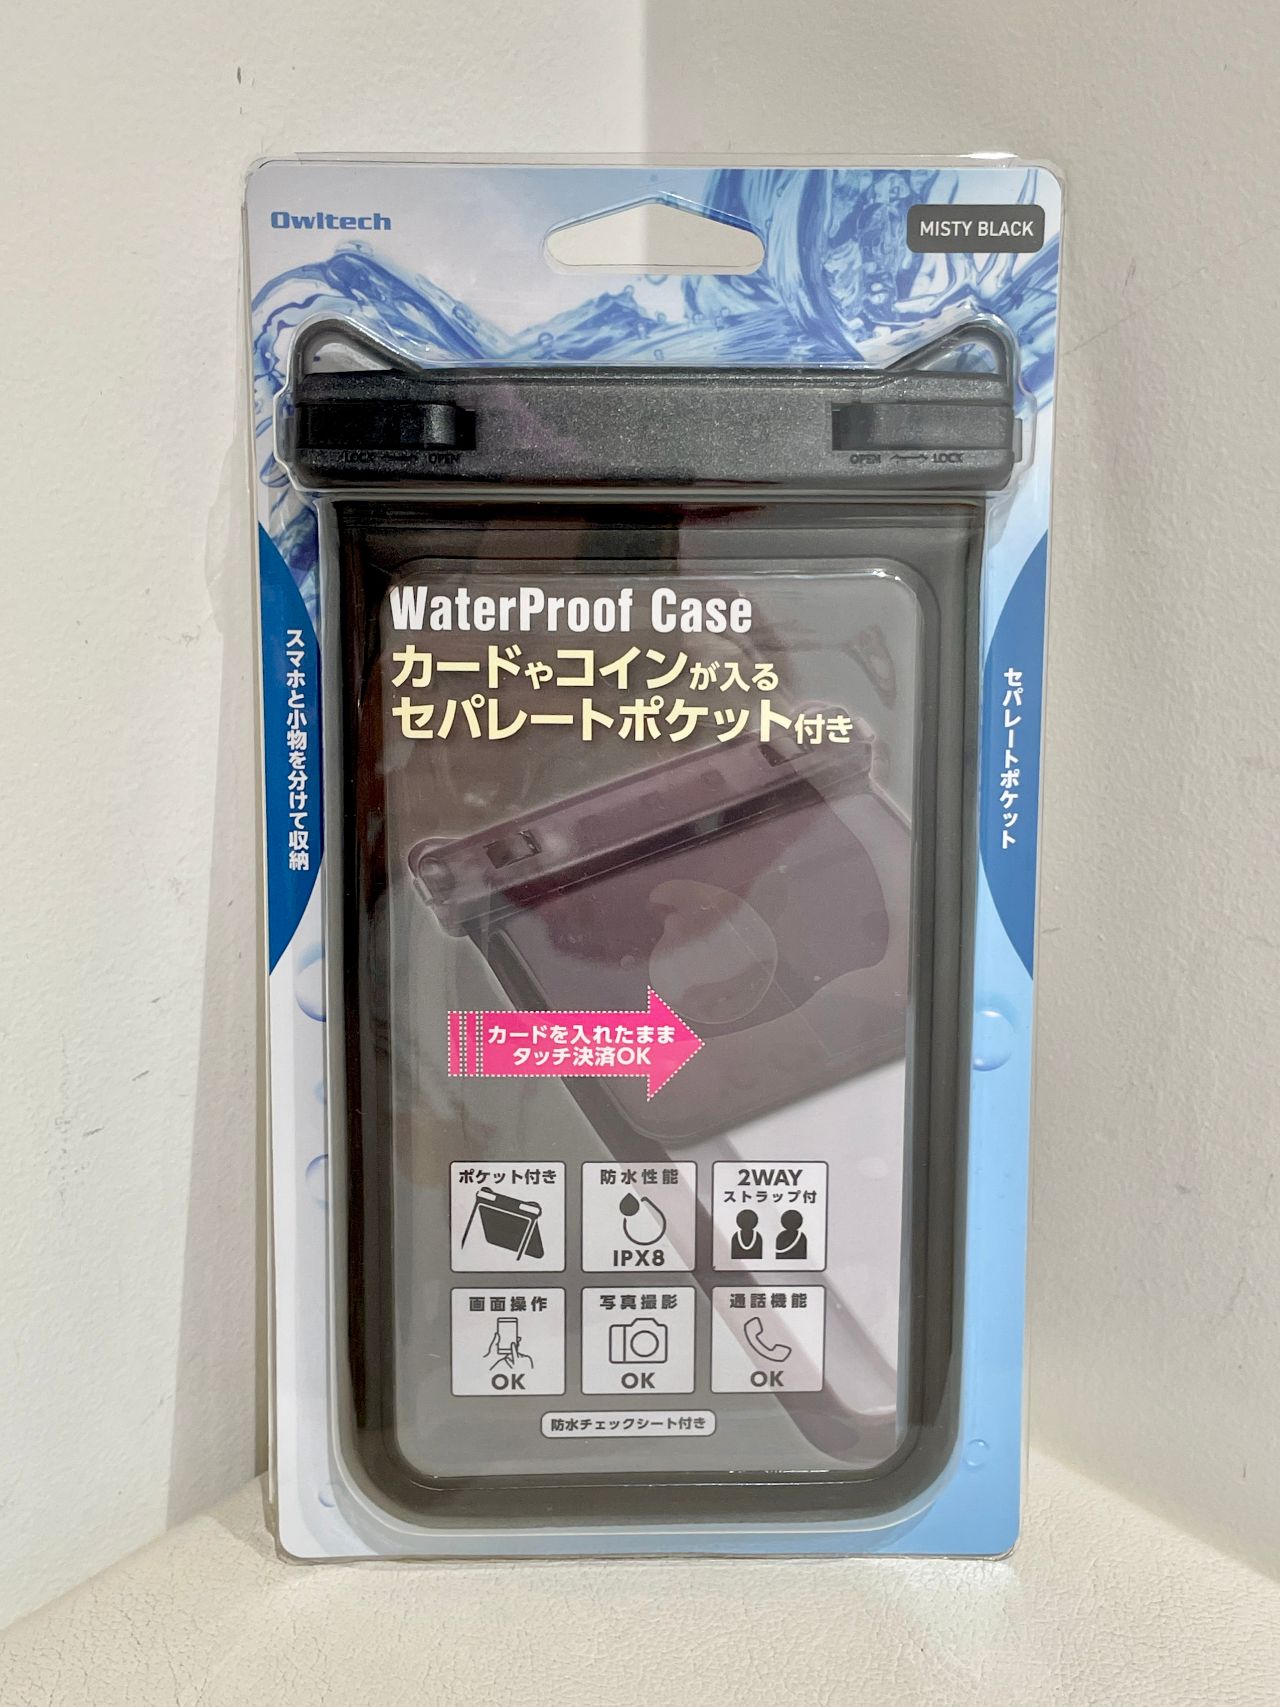 Owltech
MISTY BLACK
LOCK ←→ OPEN
OPEN ←→ LOCK
WaterProof Case
カードやコインが入る
セパレートポケット付き
スマホと小物を分けて収納
セパレートポケット
カードを入れたまま
タッチ決済OK
ポケット付き
防水性能
IPX8
2WAY
ストラップ付
画面操作
OK
写真撮影
OK
通話機能
OK
防水チェックシート付き